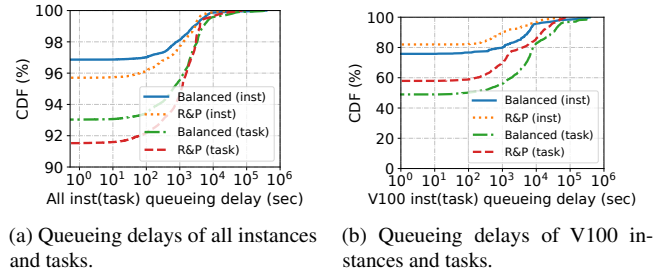 100
98
96
94
92
90
CDF (%)
Balanced (inst)
R&P (inst)
Balanced (task)
R&P (task)
10^0 10^1 10^2 10^3 10^4 10^5 10^6
All inst(task) queueing delay (sec)
100
80
60
40
20
0
CDF (%)
Balanced (inst)
R&P (inst)
Balanced (task)
R&P (task)
10^0 10^1 10^2 10^3 10^4 10^5 10^6
V100 inst(task) queueing delay (sec)
(a) Queueing delays of all instances
and tasks.
(b) Queueing delays of V100 in-
stances and tasks.